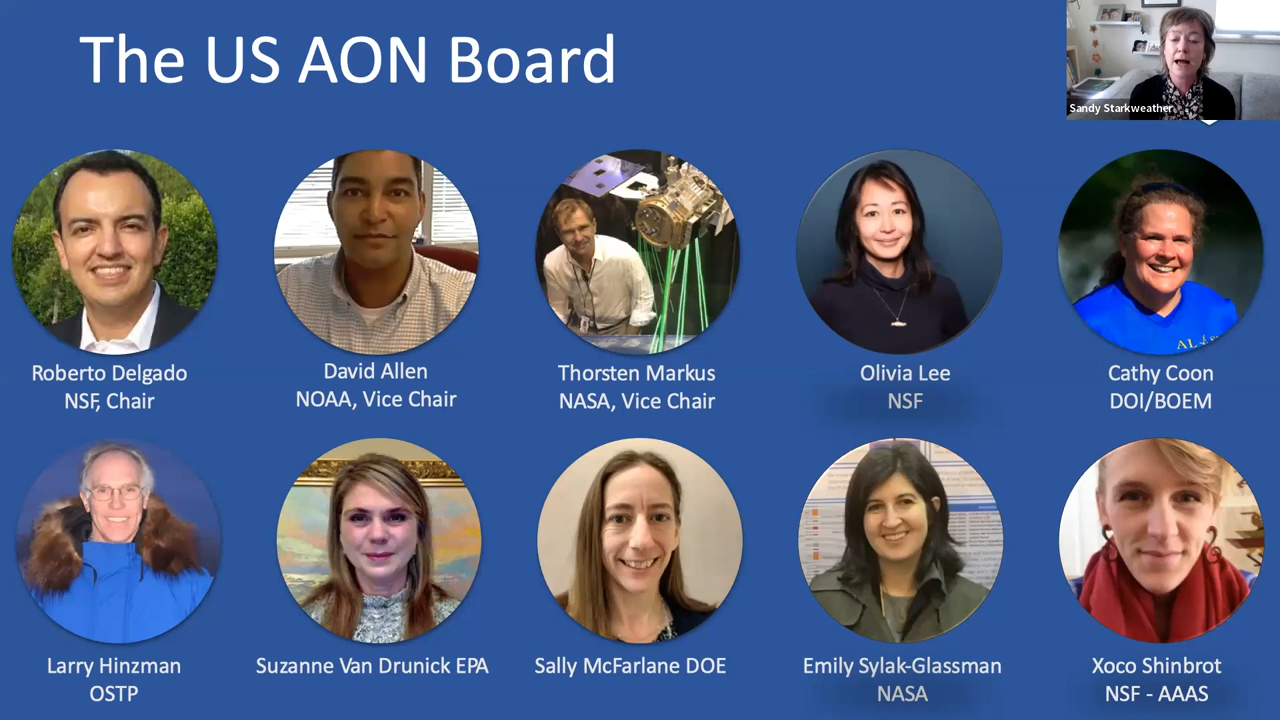 The US AON Board
Sandy Starkweather
Roberto Delgado
NSF, Chair
David Allen
NOAA, Vice Chair
Thorsten Markus
NASA, Vice Chair
Olivia Lee
NSF
Cathy Coon
DOI/BOEM
Larry Hinzman
OSTP
Suzanne Van Drunick EPA
Sally McFarlane DOE
Emily Sylak-Glassman
NASA
Xoco Shinbrot
NSF - AAAS